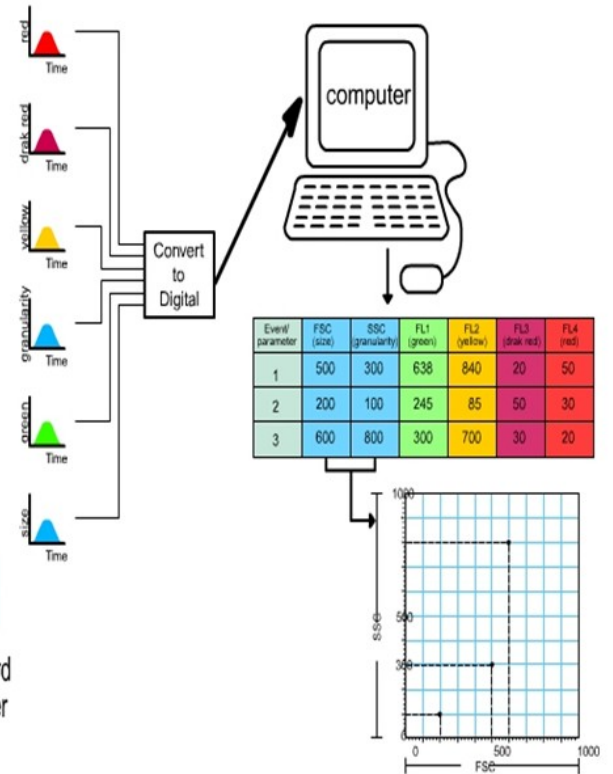 red
Time
drak red
Time
yellow
Time
granularity
Time
green
Time
size
Time
Convert
to
Digital
computer
Event/ parameter FSC (size) SSC (granularity) FL1 (green) FL2 (yellow) FL3 (drak red) FL4 (red)
1 500 300 638 840 20 50
2 200 100 245 85 50 30
3 600 800 300 700 30 20
1000
500
300
0
SSC
0 500 1000
FSC